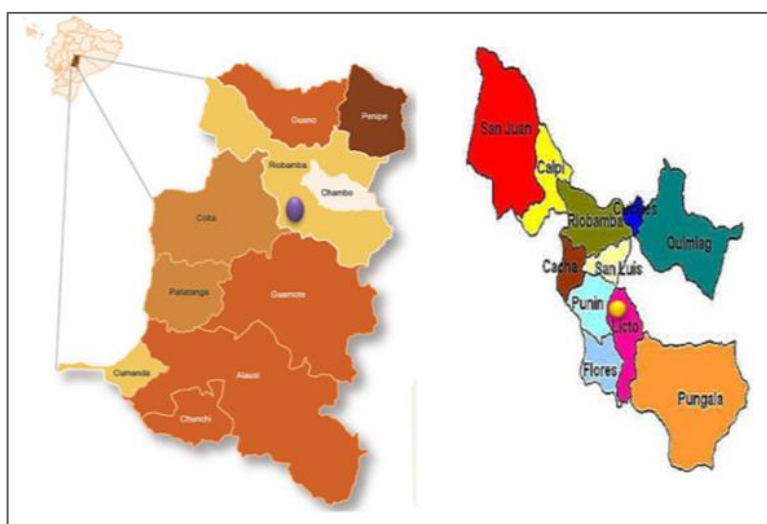 Guano
Penipe
Riobamba
Chambo
Colta
Pallatanga
Guamote
Cumanda
Alausi
Chunchi
San Juan
Calpi
Riobamba
Quimiag
Cacha
San Luis
Punin
Licto
Flores
Pungala